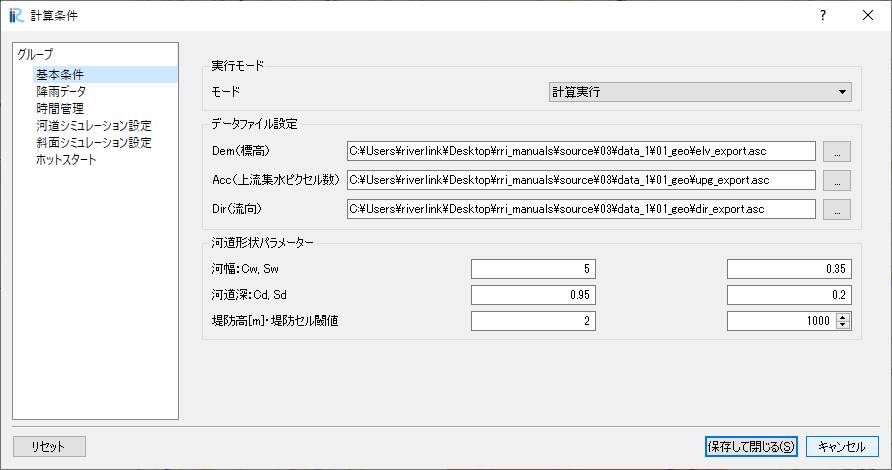 iRIC 計算条件 ?
グループ
基本条件
降雨データ
時間管理
河道シミュレーション設定
斜面シミュレーション設定
ホットスタート
実行モード
モード 計算実行
データファイル設定
Dem(標高) C:¥Users¥riverlink¥Desktop¥rri_manuals¥source¥03¥data_1¥01_geo¥elv_export.asc ...
Acc(上流集水ピクセル数) C:¥Users¥riverlink¥Desktop¥rri_manuals¥source¥03¥data_1¥01_geo¥upg_export.asc ...
Dir(流向) C:¥Users¥riverlink¥Desktop¥rri_manuals¥source¥03¥data_1¥01_geo¥dir_export.asc ...
河道形状パラメーター
河幅:Cw, Sw 5 0.35
河道深:Cd, Sd 0.95 0.2
堤防高[m]・堤防セル閾値 2 1000
リセット 保存して閉じる(S) キャンセル